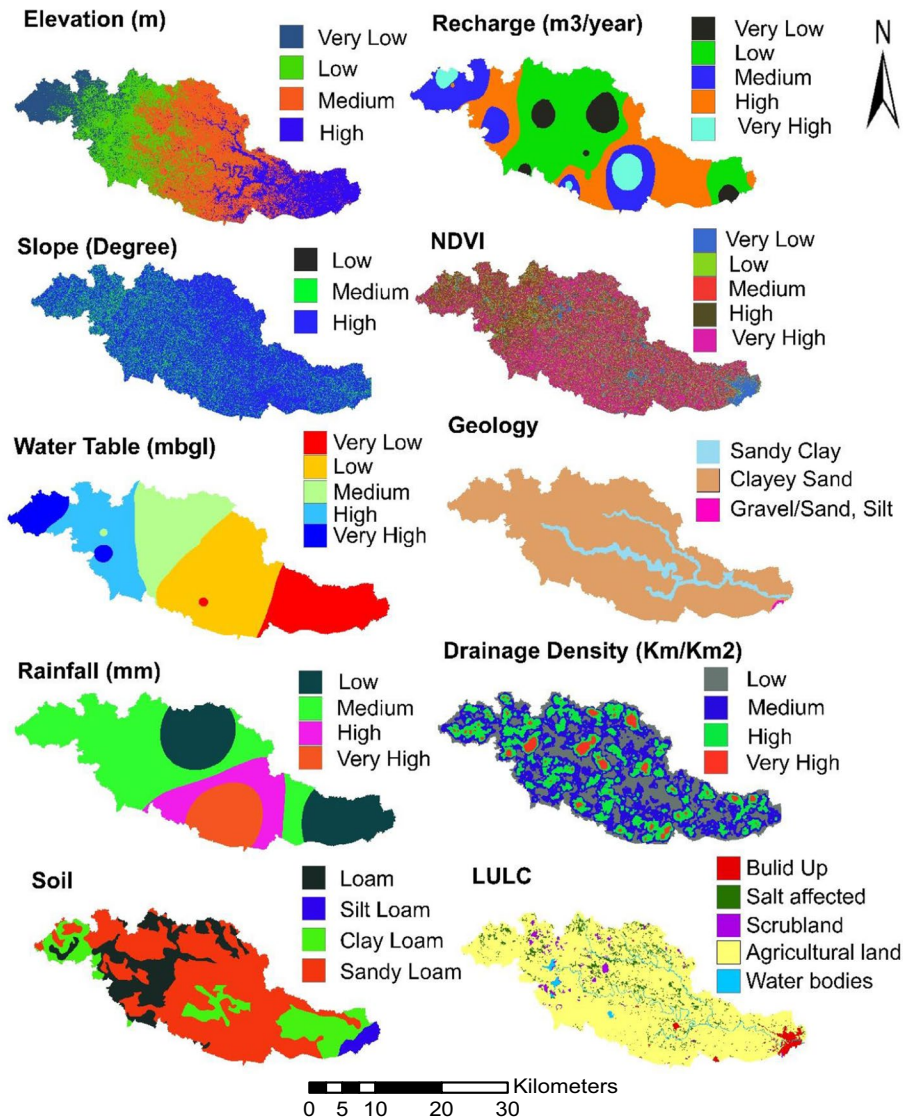 Elevation (m)
Very Low
Low
Medium
High
Recharge (m3/year)
Very Low
Low
Medium
High
Very High
N
Slope (Degree)
Low
Medium
High
NDVI
Very Low
Low
Medium
High
Very High
Water Table (mbgl)
Very Low
Low
Medium
High
Very High
Geology
Sandy Clay
Clayey Sand
Gravel/Sand, Silt
Rainfall (mm)
Low
Medium
High
Very High
Drainage Density (Km/Km2)
Low
Medium
High
Very High
Soil
Loam
Silt Loam
Clay Loam
Sandy Loam
LULC
Bulid Up
Salt affected
Scrubland
Agricultural land
Water bodies
Kilometers
0 5 10 20 30